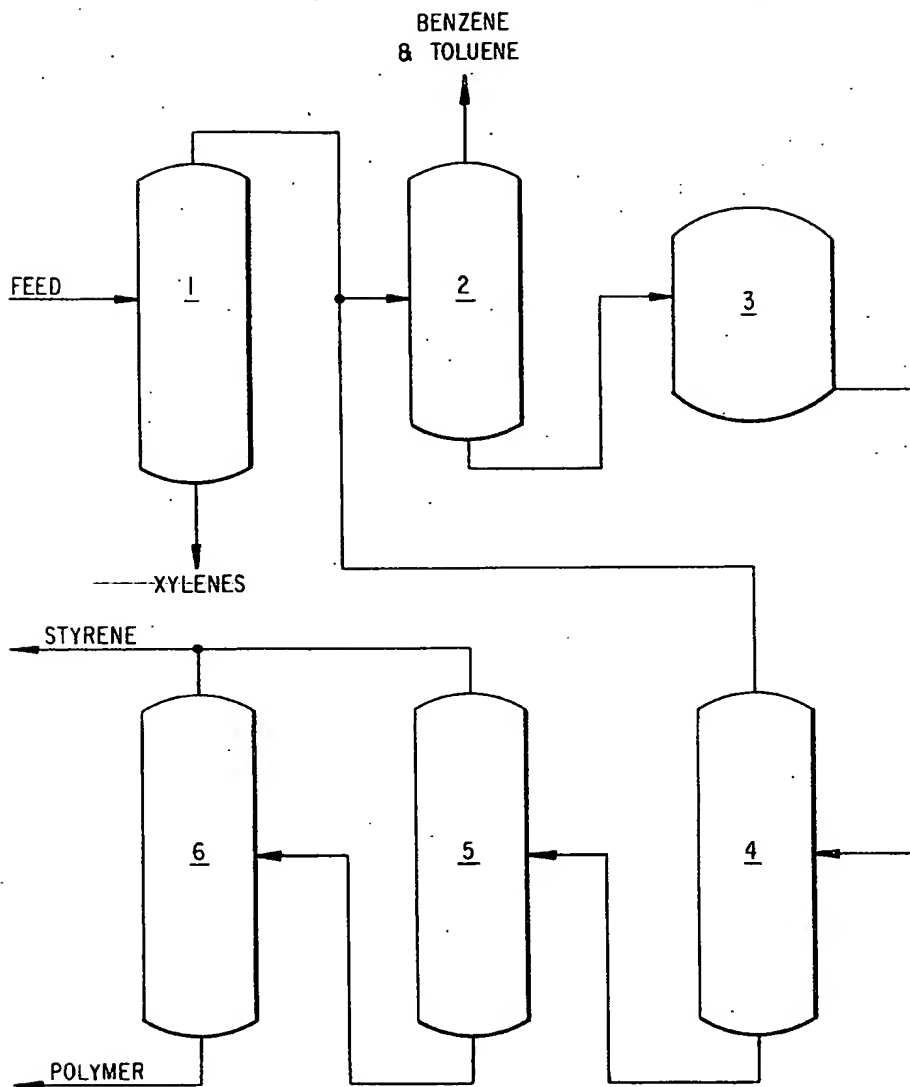 BENZENE
& TOLUENE
FEED
1
2
3
XYLENES
STYRENE
6
5
4
POLYMER